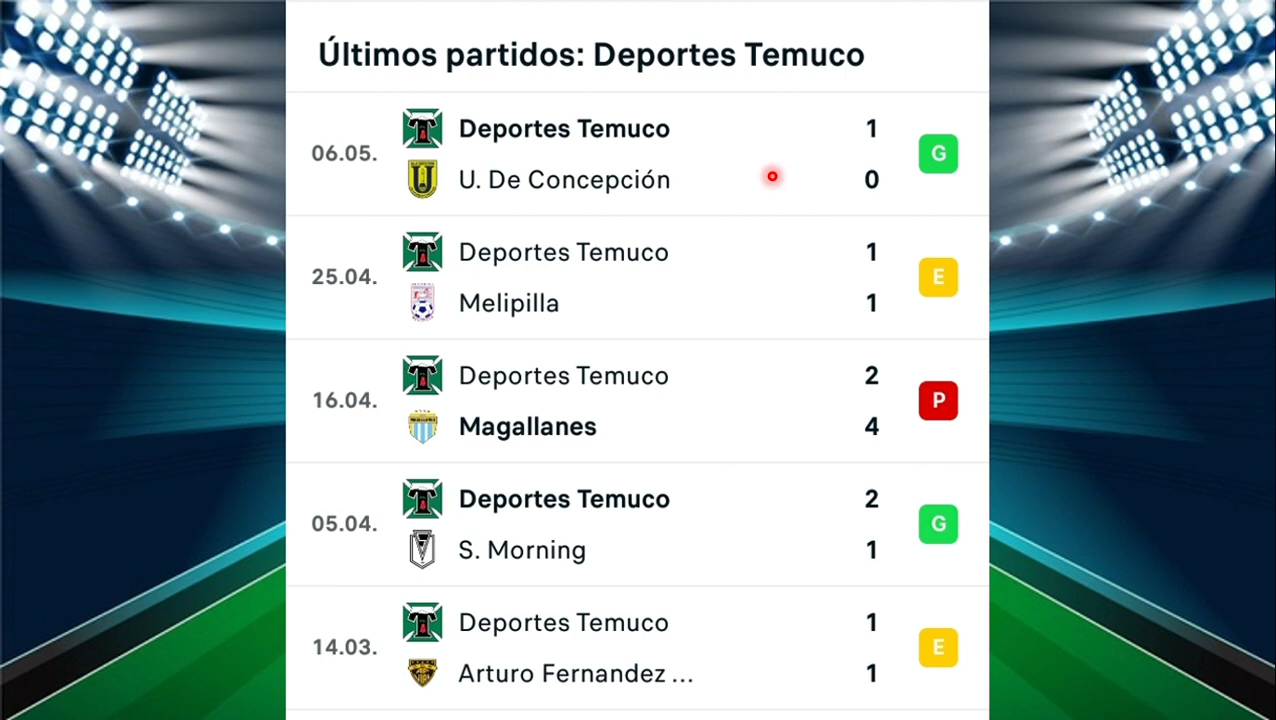 Últimos partidos: Deportes Temuco
06.05.
Deportes Temuco 1
U. De Concepción 0
G
25.04.
Deportes Temuco 1
Melipilla 1
E
16.04.
Deportes Temuco 2
Magallanes 4
P
05.04.
Deportes Temuco 2
S. Morning 1
G
14.03.
Deportes Temuco 1
Arturo Fernandez ... 1
E